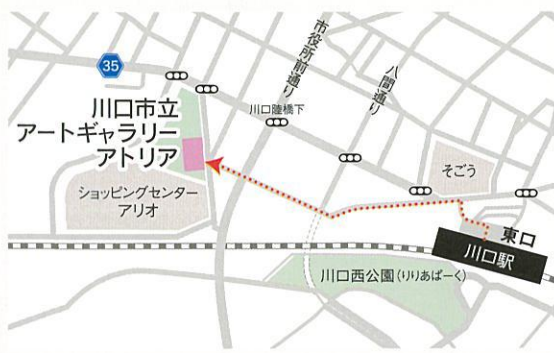 35
市役所前通り
八間通り
川口市立
アートギャラリー
アトリア
川口陸橋下
そごう
ショッピングセンター
アリオ
東口
川口駅
川口西公園(りりあぱーく)